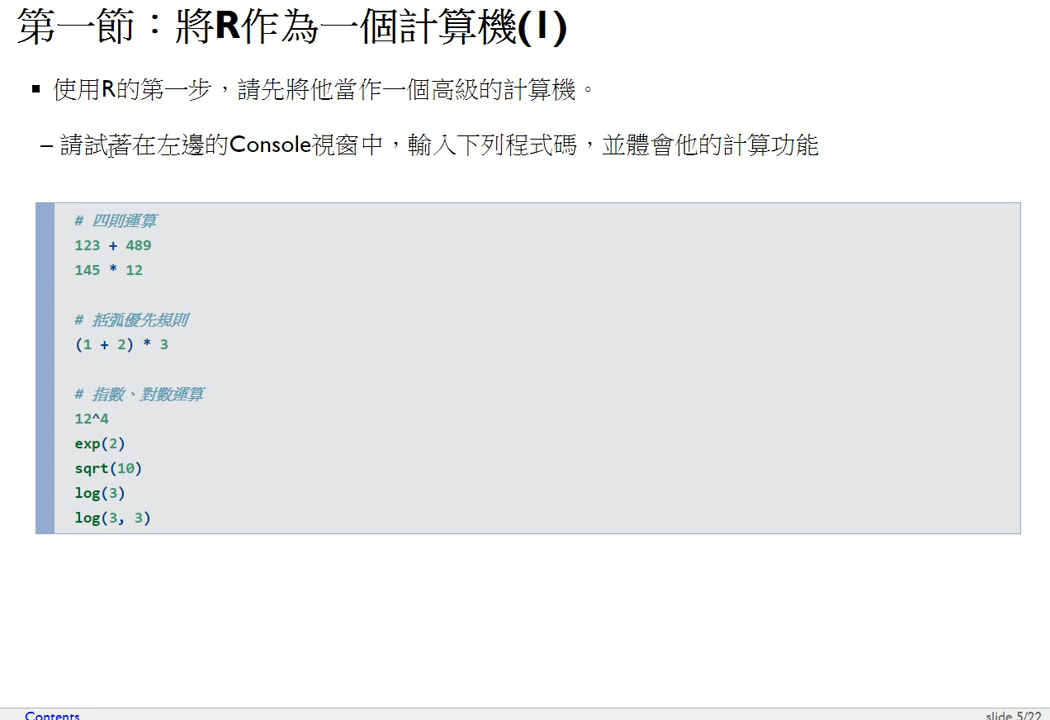 第一節：將R作為一個計算機(1)
▪ 使用R的第一步，請先將他當作一個高級的計算機。
– 請試著在左邊的Console視窗中，輸入下列程式碼，並體會他的計算功能
# 四則運算
123 + 489
145 * 12
# 括弧優先規則
(1 + 2) * 3
# 指數、對數運算
12^4
exp(2)
sqrt(10)
log(3)
log(3, 3)
Contents
slide 5/22